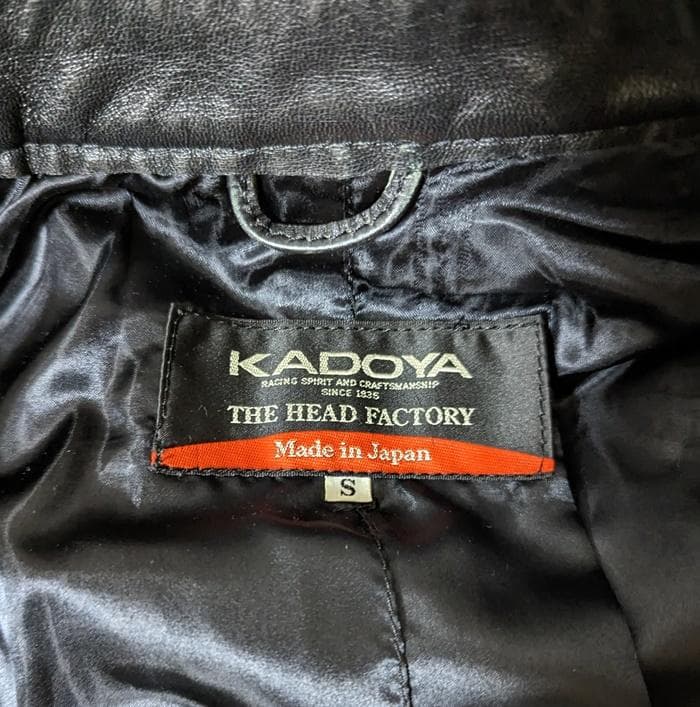 KADOYA
RACING SPIRIT AND CRAFTSMANSHIP
SINCE 1935
THE HEAD FACTORY
Made in Japan
S